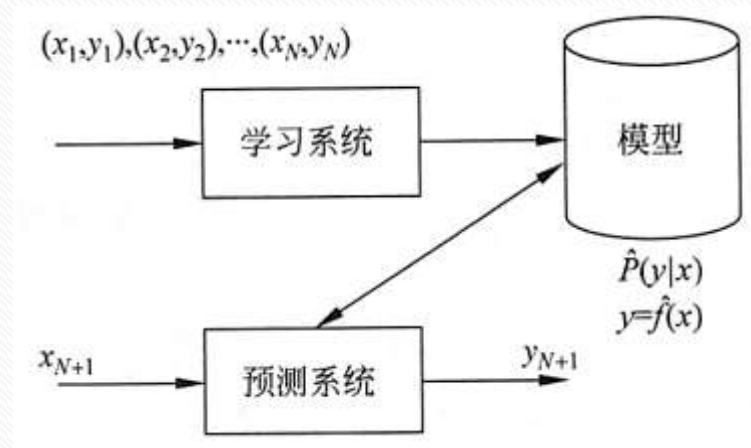 (x₁,y₁),(x₂,y₂),···,(x_N,y_N)
学习系统
模型
P̂(y|x)
y=f̂(x)
x_{N+1}
预测系统
y_{N+1}